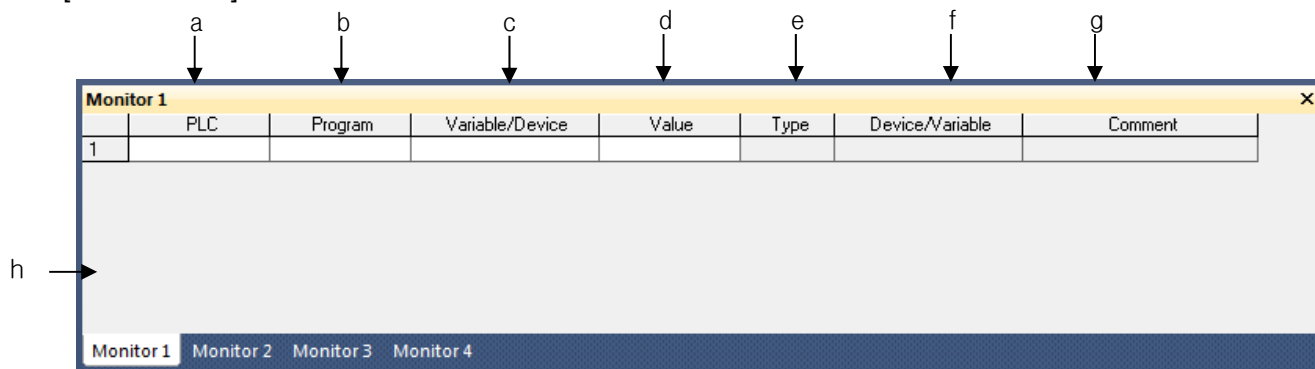 a b c d e f g
Monitor 1
PLC Program Variable/Device Value Type Device/Variable Comment
1
h
Monitor 1 Monitor 2 Monitor 3 Monitor 4